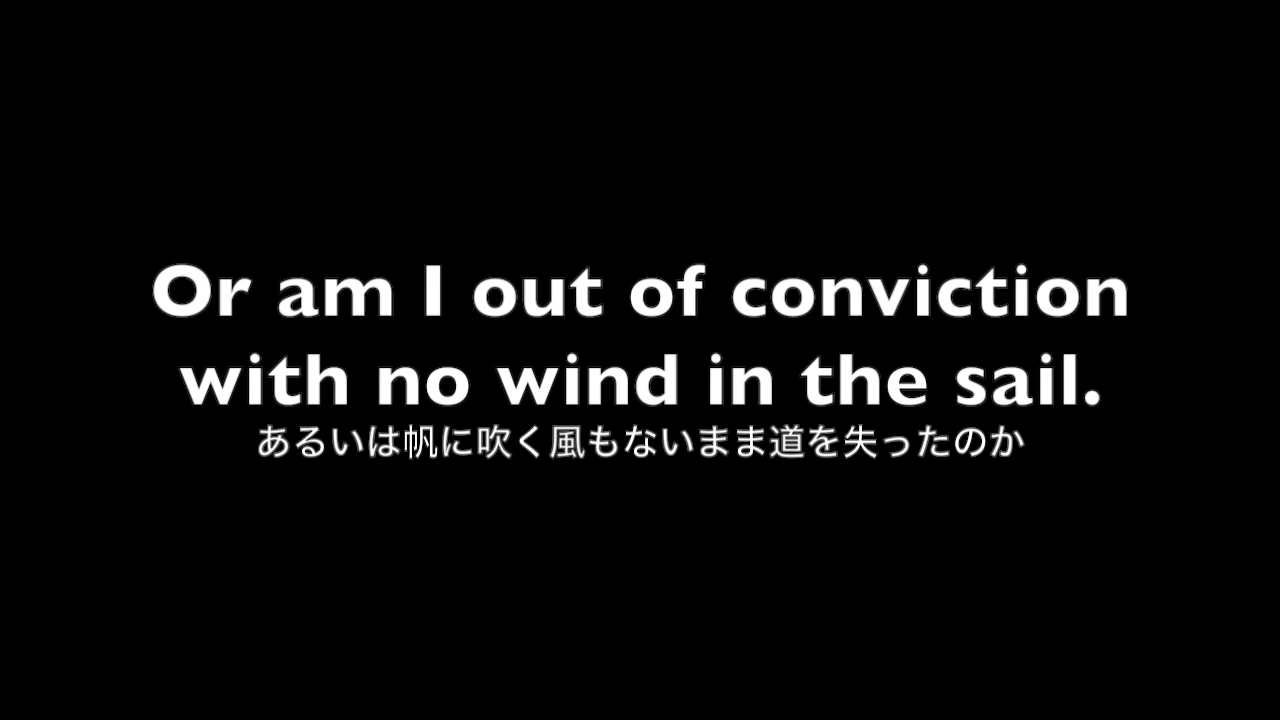 Or am I out of conviction
with no wind in the sail.
あるいは帆に吹く風もないまま道を失ったのか